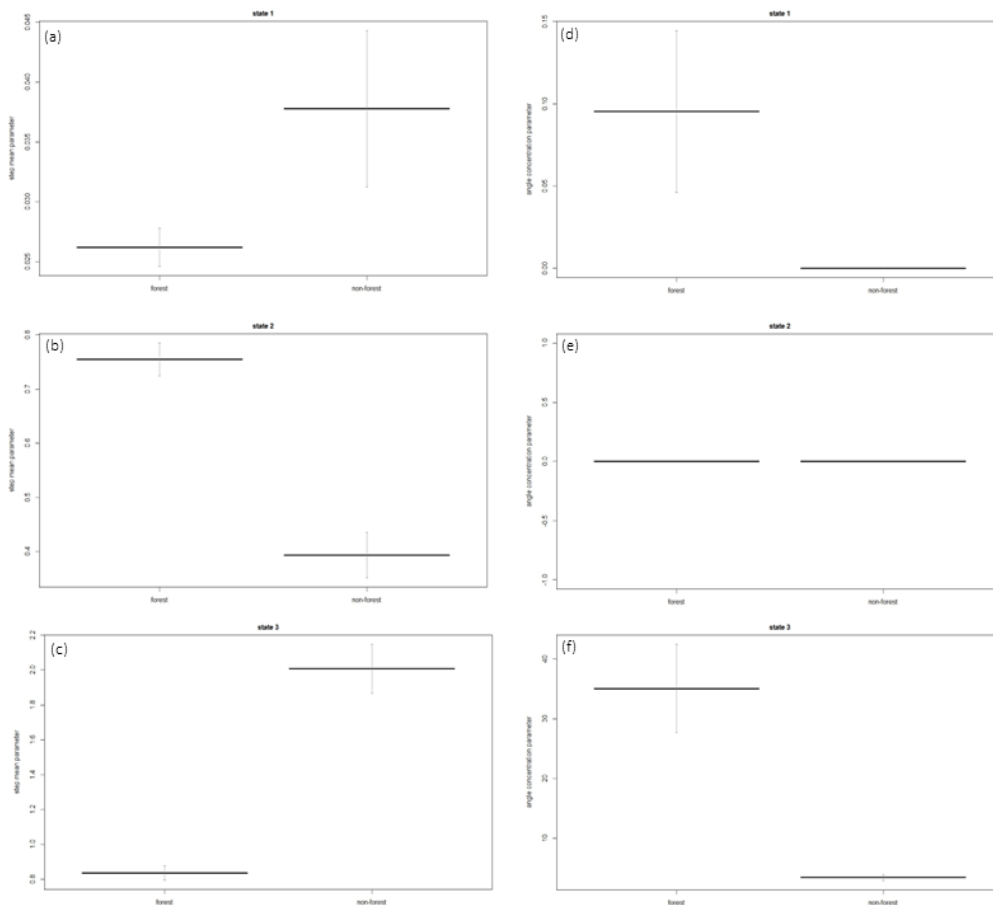 state 1
(a)
step mean parameter
0.045
0.040
0.035
0.030
0.025
forest
non-forest
state 1
(d)
angle concentration parameter
0.15
0.10
0.05
0.00
forest
non-forest
state 2
(b)
step mean parameter
0.8
0.7
0.6
0.5
0.4
forest
non-forest
state 2
(e)
angle concentration parameter
1.0
0.5
0.0
-0.5
-1.0
forest
non-forest
state 3
(c)
step mean parameter
2.2
2.0
1.8
1.6
1.4
1.2
1.0
0.8
forest
non-forest
state 3
(f)
angle concentration parameter
40
30
20
10
forest
non-forest